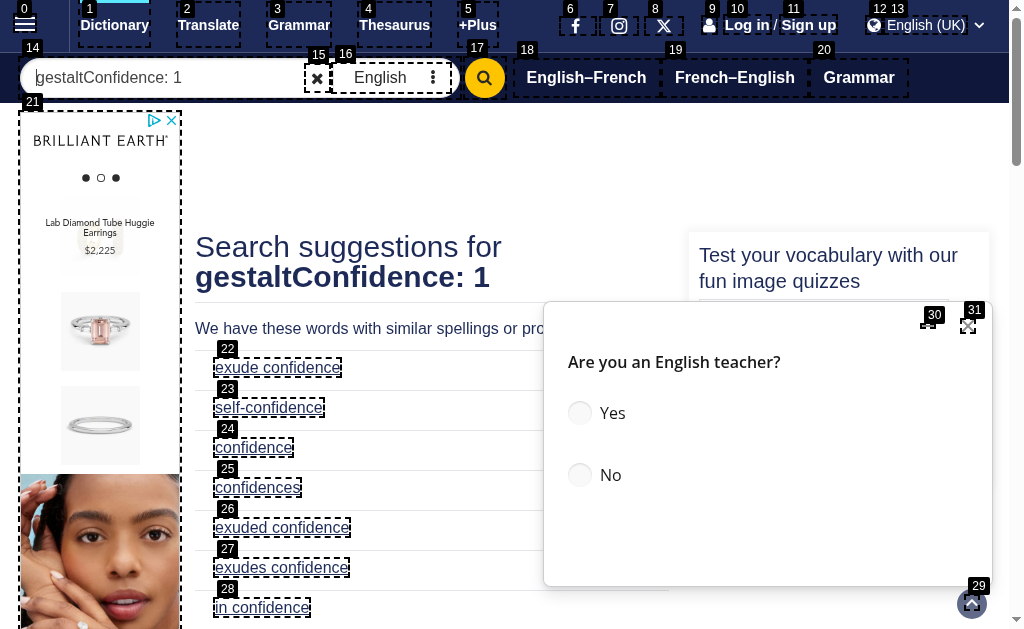 0 1 2 3 4 5 6 7 8 9 10 11 12 13
Dictionary Translate Grammar Thesaurus +Plus Log in / Sign up English (UK)
14 15 16 17 18 19 20
gestaltConfidence: 1 English English–French French–English Grammar
21
BRILLIANT EARTH
Lab Diamond Tube Huggie
Earrings
$2,225
Search suggestions for
gestaltConfidence: 1
We have these words with similar spellings or pro
22
exude confidence
23
self-confidence
24
confidence
25
confidences
26
exuded confidence
27
exudes confidence
28
in confidence
Test your vocabulary with our
fun image quizzes
30 31
Are you an English teacher?
Yes
No
29